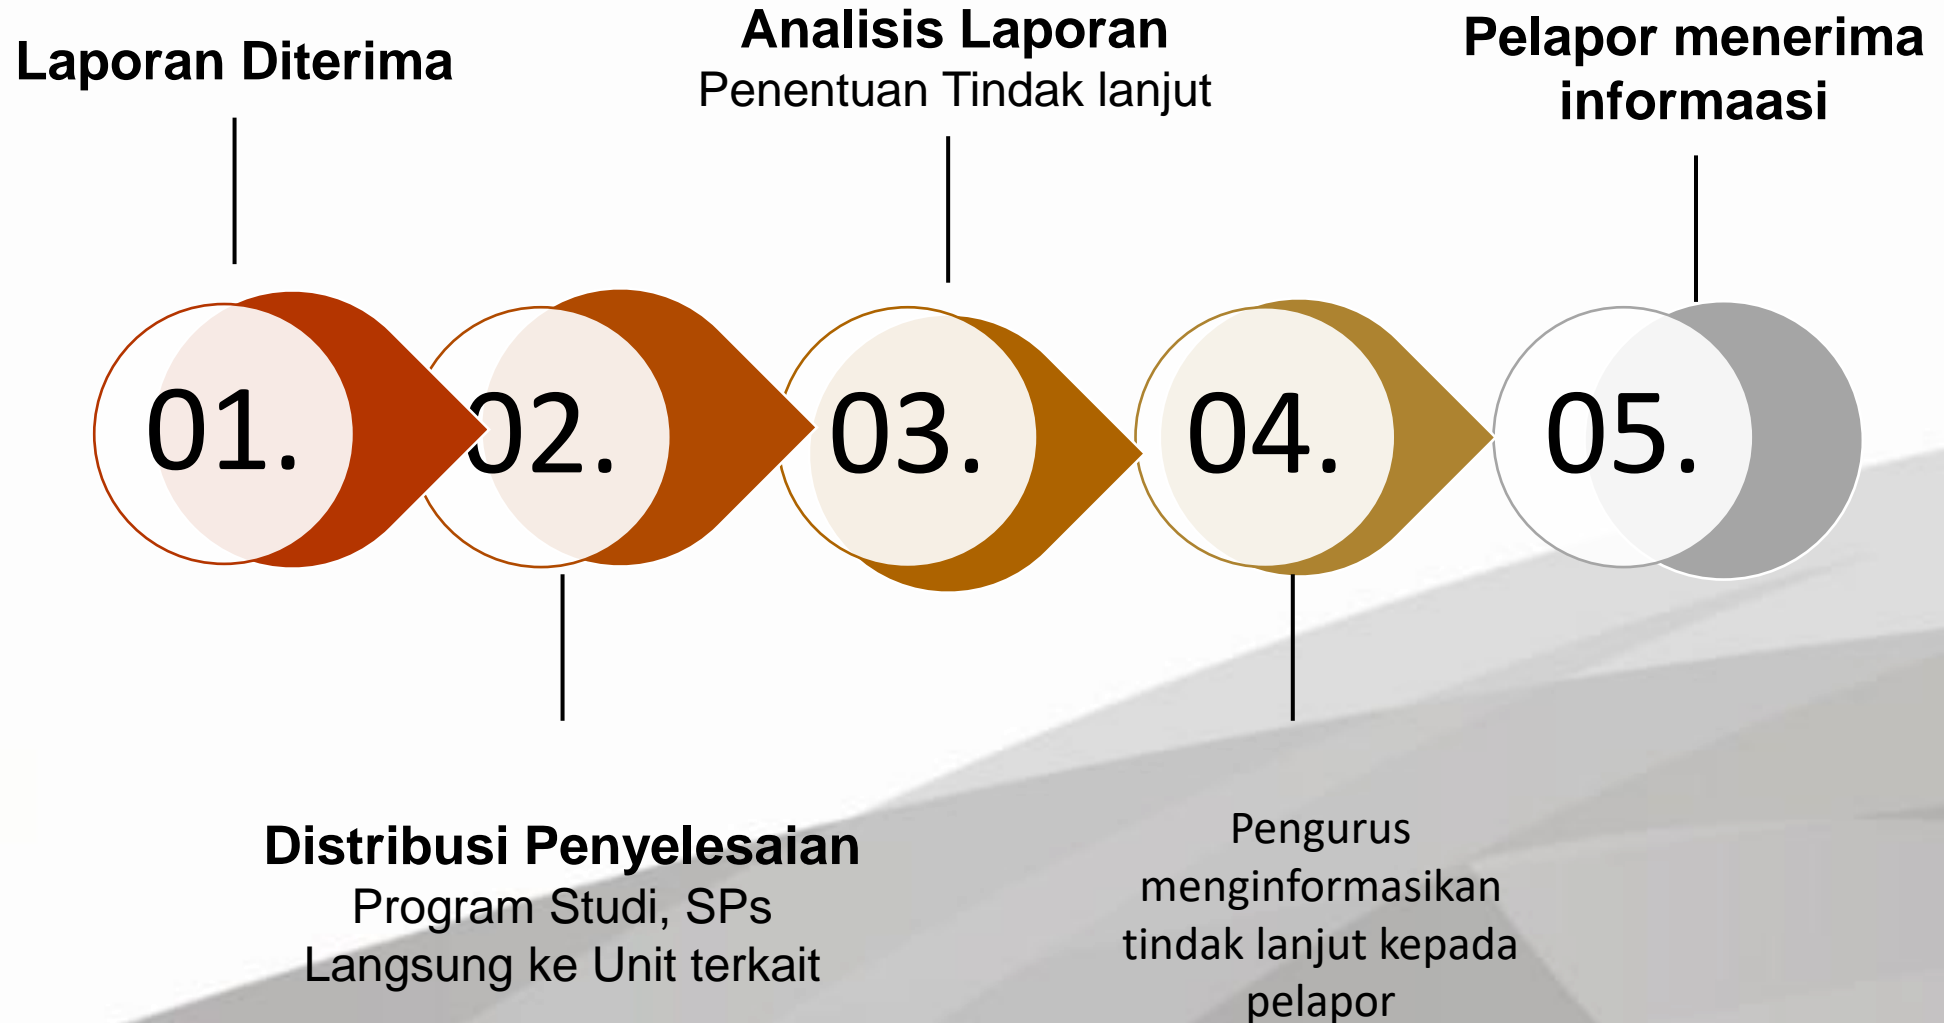 Laporan Diterima
Analisis Laporan
Penentuan Tindak lanjut
Pelapor menerima
informaasi
01.
02.
03.
04.
05.
Distribusi Penyelesaian
Program Studi, SPs
Langsung ke Unit terkait
Pengurus
menginformasikan
tindak lanjut kepada
pelapor